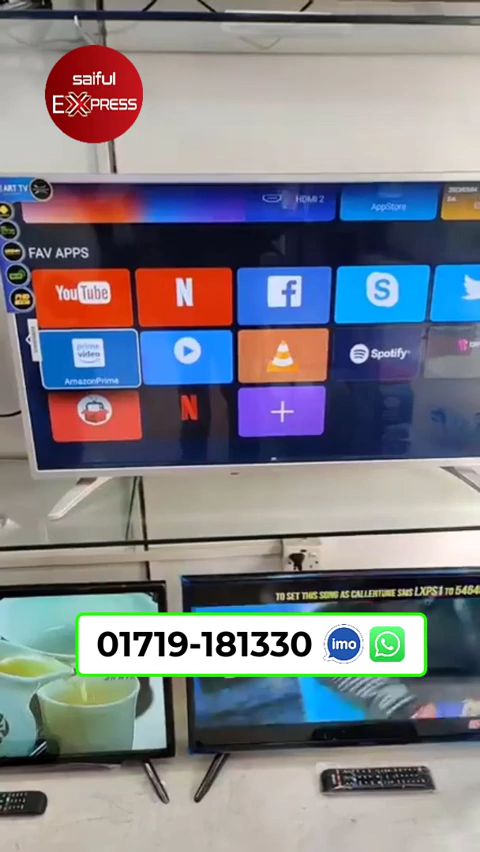 saiful
EXPRESS
ART TV
HDMI 2
AppStore
FAV APPS
YouTube
N
f
S
prime video
AmazonPrime
Spotify
N
+
TO SET THIS SONG AS CALLERTUNE SMS LXPS1 TO 5464
01719-181330 imo